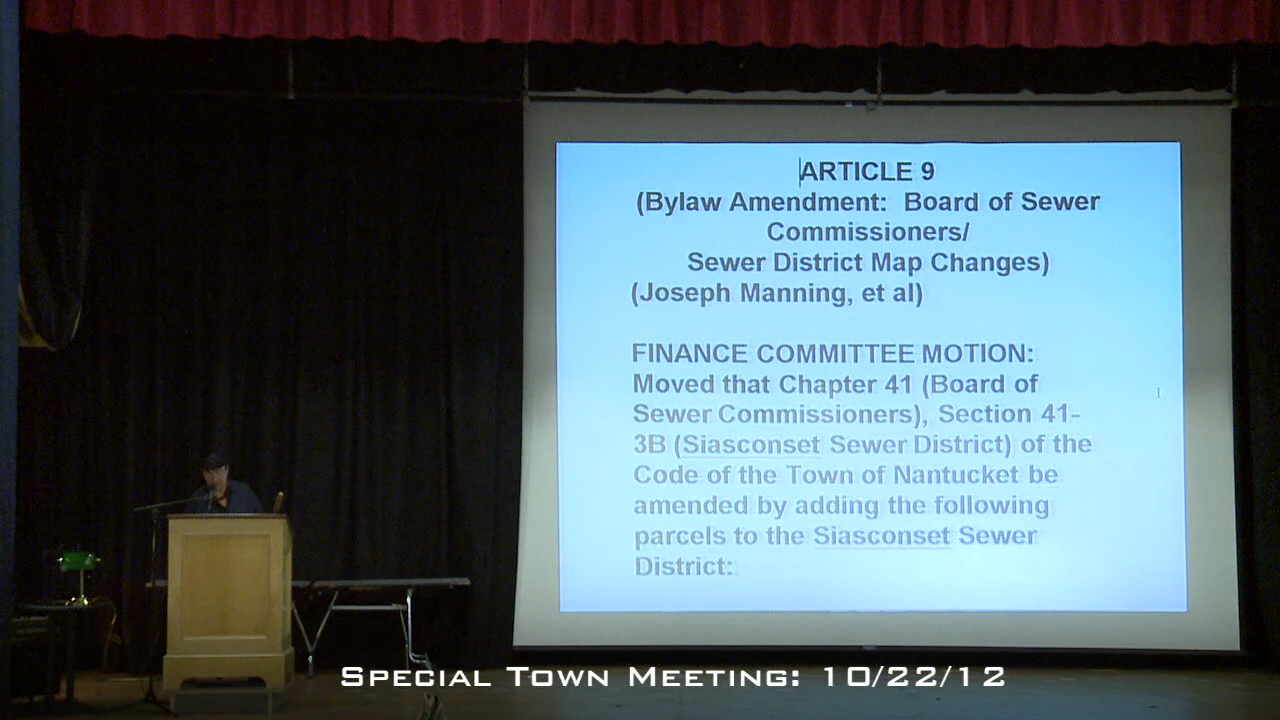 ARTICLE 9
(Bylaw Amendment:  Board of Sewer
Commissioners/
Sewer District Map Changes)
(Joseph Manning, et al)
FINANCE COMMITTEE MOTION:
Moved that Chapter 41 (Board of
Sewer Commissioners), Section 41-
3B (Siasconset Sewer District) of the
Code of the Town of Nantucket be
amended by adding the following
parcels to the Siasconset Sewer
District:
Special Town Meeting: 10/22/12